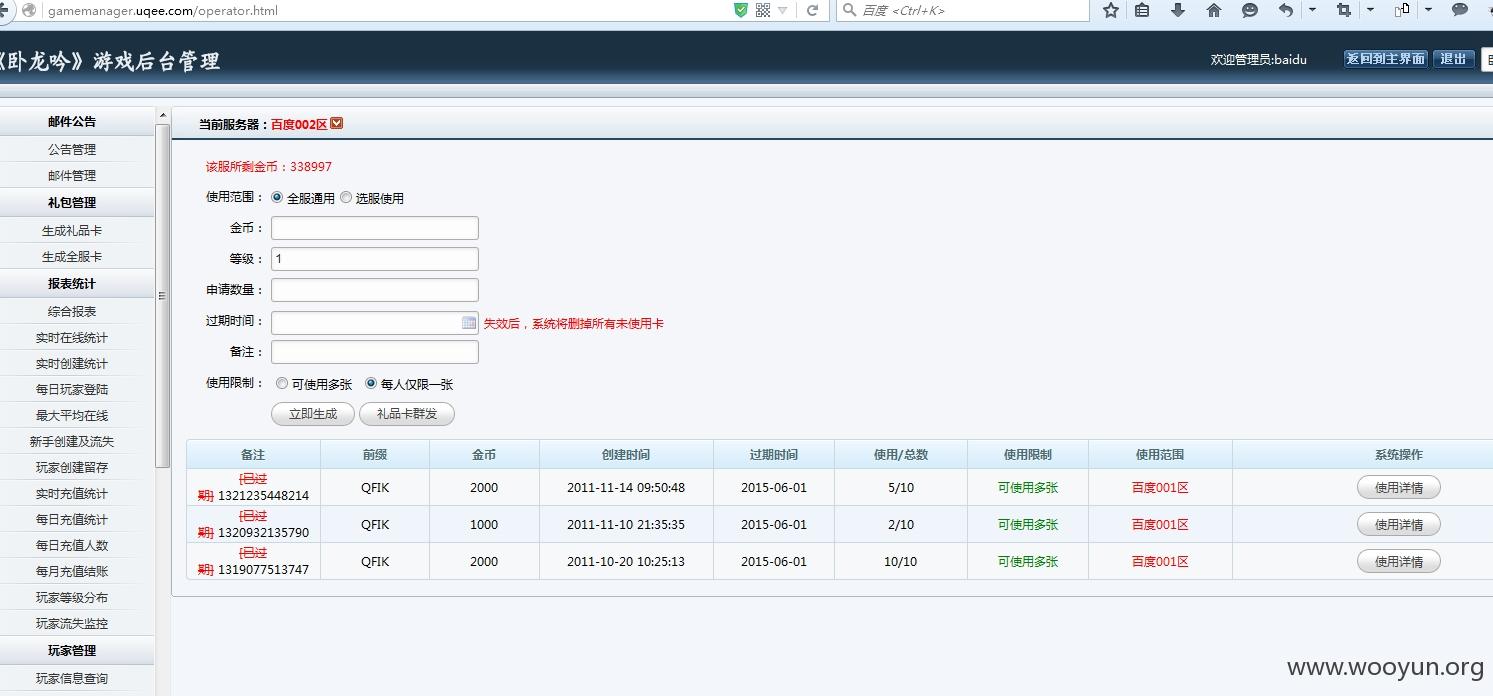 gamemanager.uqee.com/operator.html
百度 <Ctrl+K>
《卧龙吟》游戏后台管理
欢迎管理员:baidu
返回到主界面
退出
邮件公告
公告管理
邮件管理
礼包管理
生成礼品卡
生成全服卡
报表统计
综合报表
实时在线统计
实时创建统计
每日玩家登陆
最大平均在线
新手创建及流失
玩家创建留存
实时充值统计
每日充值统计
每日充值人数
每月充值结账
玩家等级分布
玩家流失监控
玩家管理
玩家信息查询
当前服务器：百度002区
该服所剩金币：338997
使用范围： 全服通用 选服使用
金币：
等级： 1
申请数量：
过期时间： 失效后，系统将删掉所有未使用卡
备注：
使用限制： 可使用多张 每人仅限一张
立即生成 礼品卡群发
备注 前缀 金币 创建时间 过期时间 使用/总数 使用限制 使用范围 系统操作
[已过
期] 1321235448214 QFIK 2000 2011-11-14 09:50:48 2015-06-01 5/10 可使用多张 百度001区 使用详情
[已过
期] 1320932135790 QFIK 1000 2011-11-10 21:35:35 2015-06-01 2/10 可使用多张 百度001区 使用详情
[已过
期] 1319077513747 QFIK 2000 2011-10-20 10:25:13 2015-06-01 10/10 可使用多张 百度001区 使用详情
www.wooyun.org